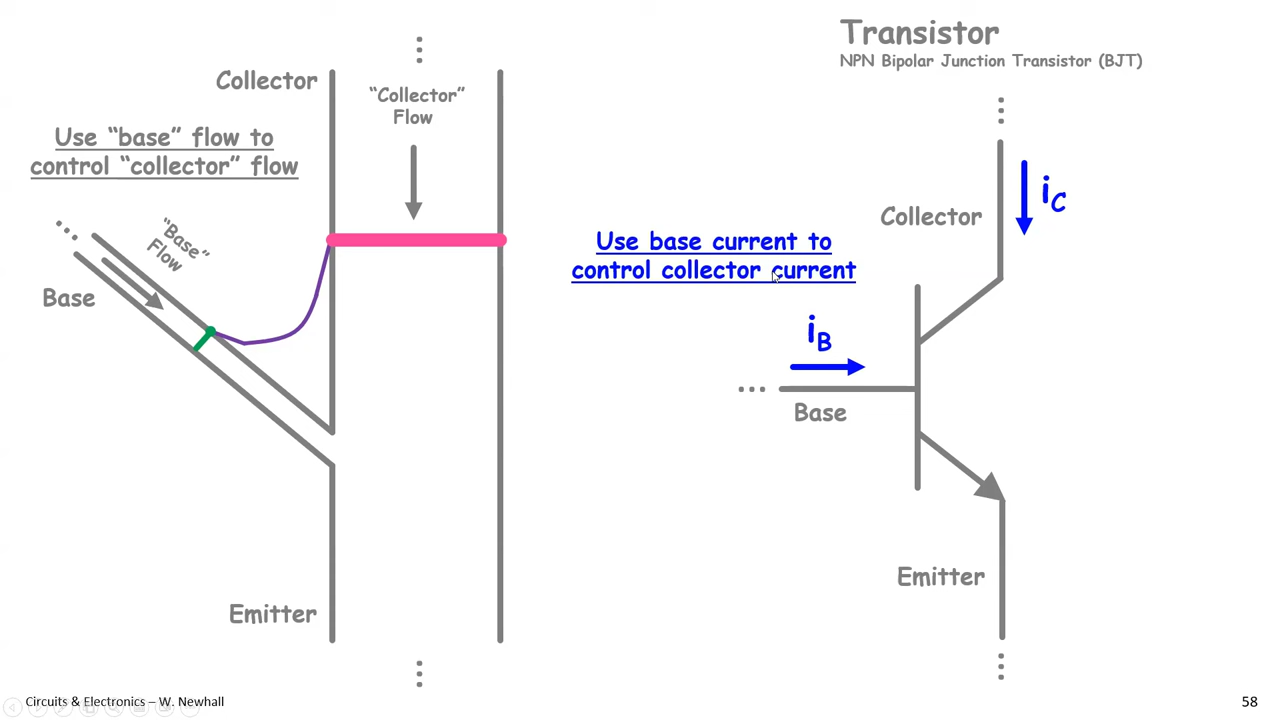 Transistor
NPN Bipolar Junction Transistor (BJT)
Collector
“Collector”
Flow
Use “base” flow to
control “collector” flow
“Base”
Flow
Base
Emitter
Use base current to
control collector current
iC
Collector
iB
Base
Emitter
Circuits & Electronics – W. Newhall
58